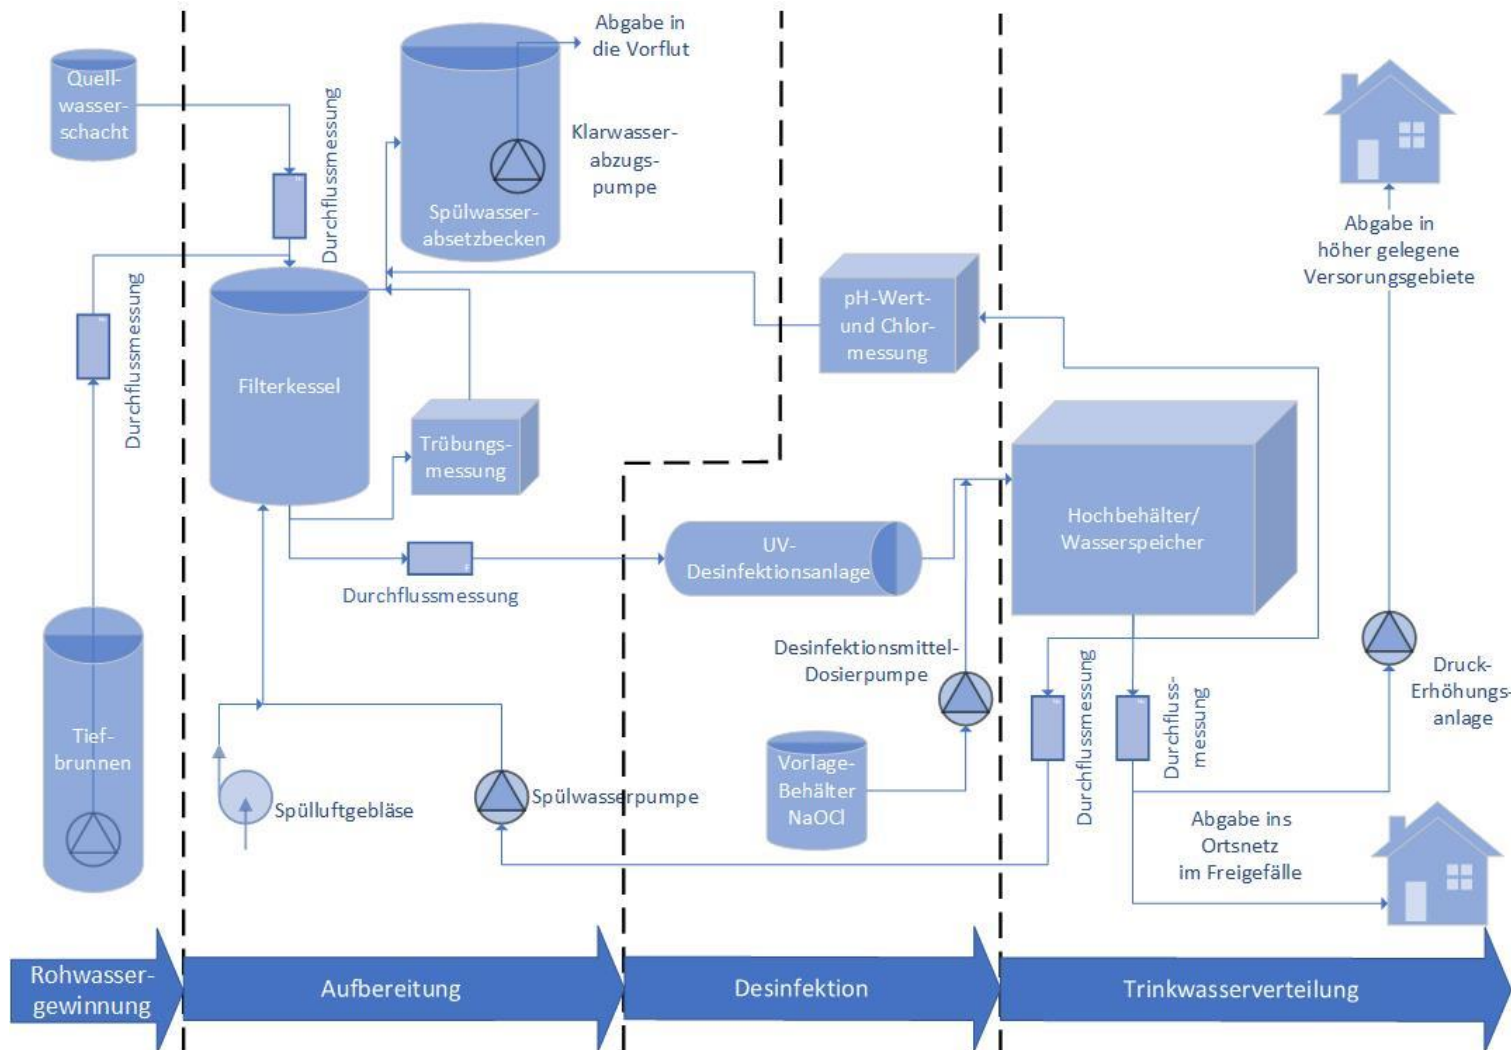 Quell-
wasser-
schacht
Durchflussmessung
Abgabe in
die Vorflut
Klarwasser-
abzugs-
pumpe
Spülwasser-
absetzbecken
Durchflussmessung
Filterkessel
Trübungs-
messung
pH-Wert-
und Chlor-
messung
Abgabe in
höher gelegene
Versorungsgebiete
Durchflussmessung
UV-
Desinfektionsanlage
Hochbehälter/
Wasserspeicher
Desinfektionsmittel-
Dosierpumpe
Durchflussmessung
Durchfluss-
messung
Druck-
Erhöhungs-
anlage
Tief-
brunnen
Spülluftgebläse
Spülwasserpumpe
Vorlage-
Behälter
NaOCl
Abgabe ins
Ortsnetz
im Freigefälle
Rohwasser-
gewinnung
Aufbereitung
Desinfektion
Trinkwasserverteilung